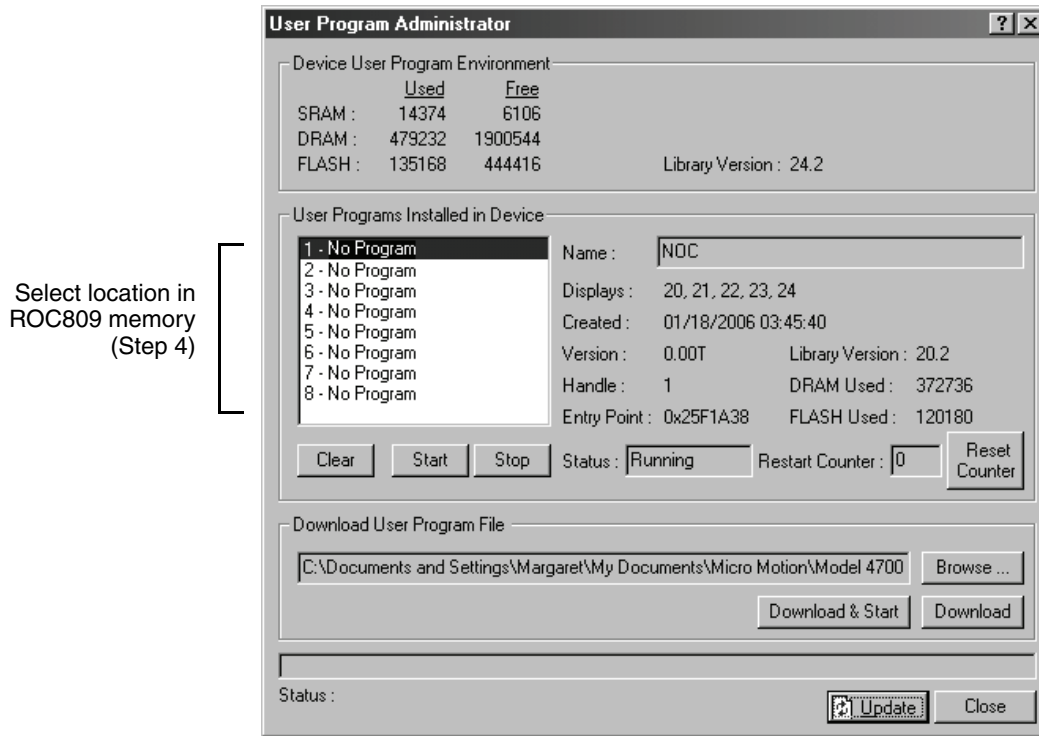 User Program Administrator
Device User Program Environment
Used Free
SRAM : 14374 6106
DRAM : 479232 1900544
FLASH : 135168 444416 Library Version : 24.2
User Programs Installed in Device
Select location in
ROC809 memory
(Step 4)
1 - No Program
2 - No Program
3 - No Program
4 - No Program
5 - No Program
6 - No Program
7 - No Program
8 - No Program
Name : NOC
Displays : 20, 21, 22, 23, 24
Created : 01/18/2006 03:45:40
Version : 0.00T Library Version : 20.2
Handle : 1 DRAM Used : 372736
Entry Point : 0x25F1A38 FLASH Used : 120180
Clear Start Stop Status : Running Restart Counter : 0 Reset
Counter
Download User Program File
C:\Documents and Settings\Margaret\My Documents\Micro Motion\Model 4700 Browse ...
Download & Start Download
Status :
Update Close